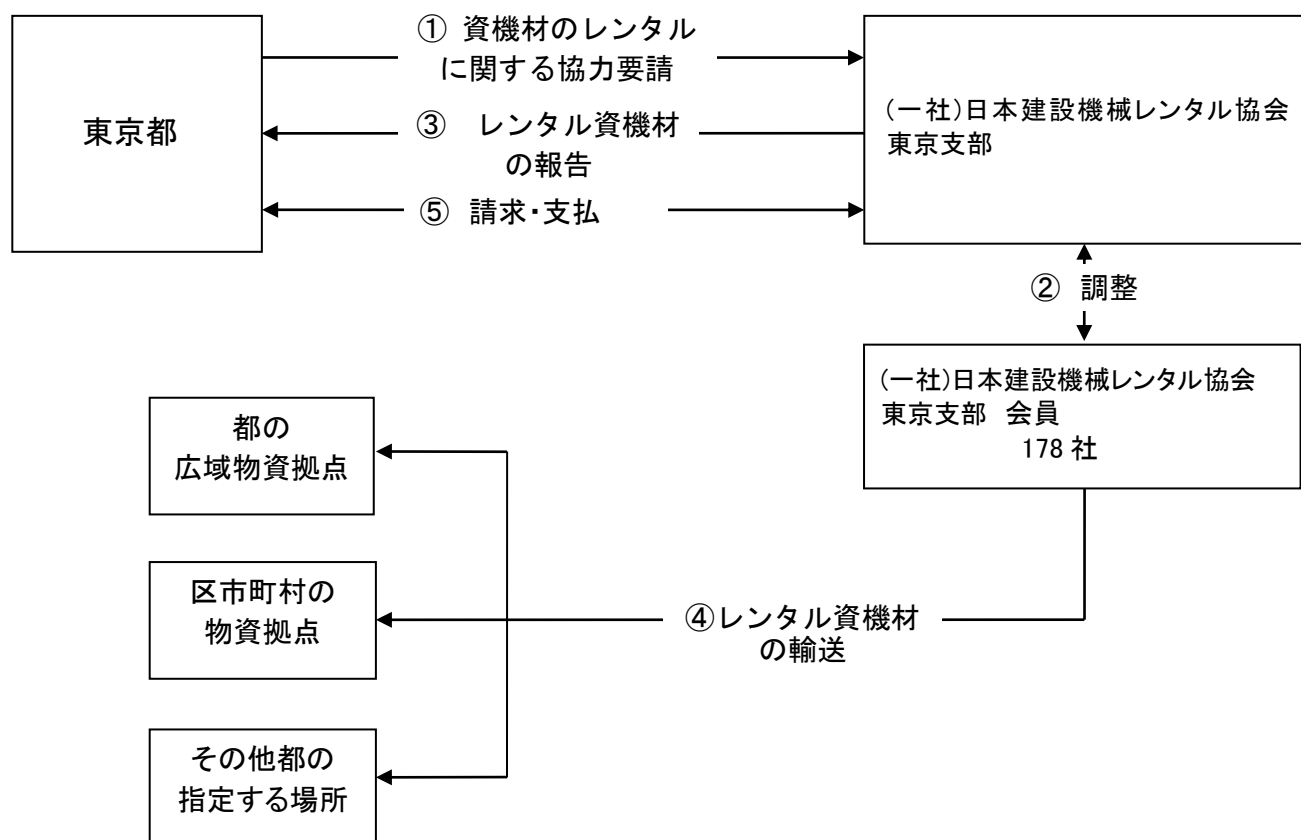 ① 資機材のレンタル
に関する協力要請
東京都
③ レンタル資機材
の報告
(一社)日本建設機械レンタル協会
東京支部
⑤ 請求・支払
② 調整
(一社)日本建設機械レンタル協会
東京支部 会員
178 社
都の
広域物資拠点
区市町村の
物資拠点
④レンタル資機材
の輸送
その他都の
指定する場所